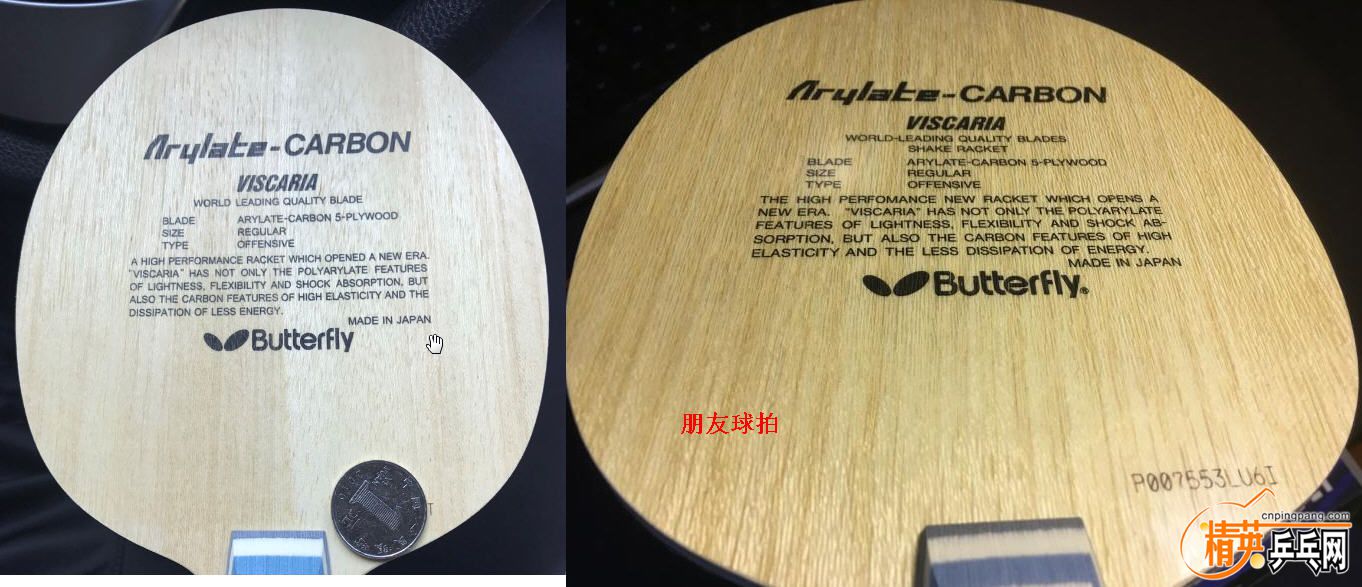 Arylate-CARBON
VISCARIA
WORLD LEADING QUALITY BLADE
BLADE ARYLATE-CARBON 5-PLYWOOD
SIZE REGULAR
TYPE OFFENSIVE
A HIGH PERFORMANCE RACKET WHICH OPENED A NEW ERA.
"VISCARIA" HAS NOT ONLY THE POLYARYLATE FEATURES
OF LIGHTNESS, FLEXIBILITY AND SHOCK ABSORPTION, BUT
ALSO THE CARBON FEATURES OF HIGH ELASTICITY AND THE
DISSIPATION OF LESS ENERGY.
MADE IN JAPAN
Butterfly
T
Arylate-CARBON
VISCARIA
WORLD-LEADING QUALITY BLADES
SHAKE RACKET
BLADE ARYLATE-CARBON 5-PLYWOOD
SIZE REGULAR
TYPE OFFENSIVE
THE HIGH PERFOMANCE NEW RACKET WHICH OPENS A
NEW ERA. "VISCARIA" HAS NOT ONLY THE POLYARYLATE
FEATURES OF LIGHTNESS, FLEXIBILITY AND SHOCK AB-
SORPTION, BUT ALSO THE CARBON FEATURES OF HIGH
ELASTICITY AND THE LESS DISSIPATION OF ENERGY.
MADE IN JAPAN
Butterfly®
朋友球拍
P007553LU6I
cnpingpang.com
精英乒乓网